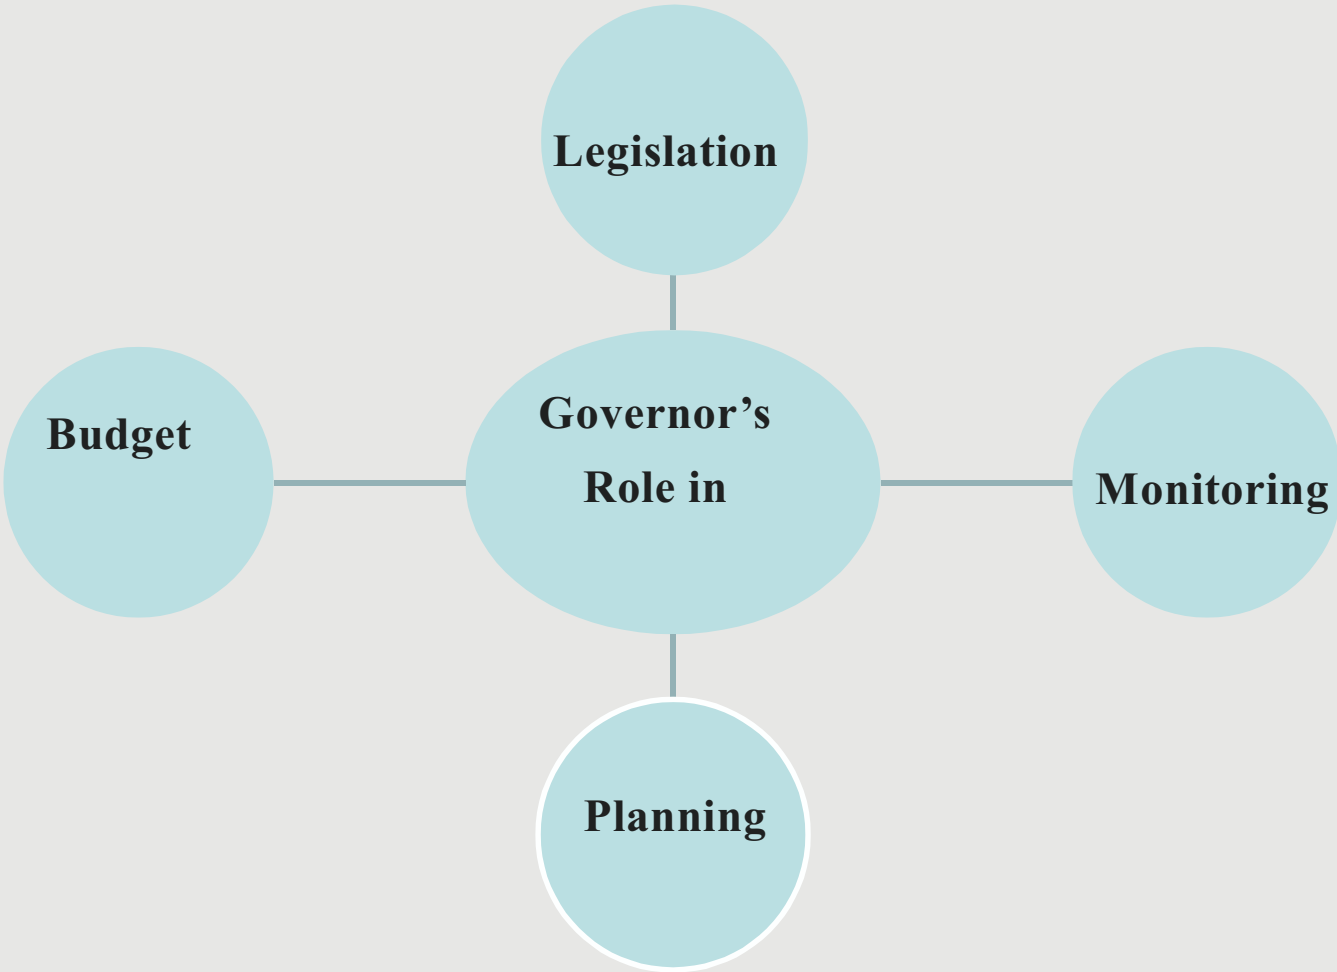 Legislation
Governor’s
Role in
Budget
Monitoring
Planning